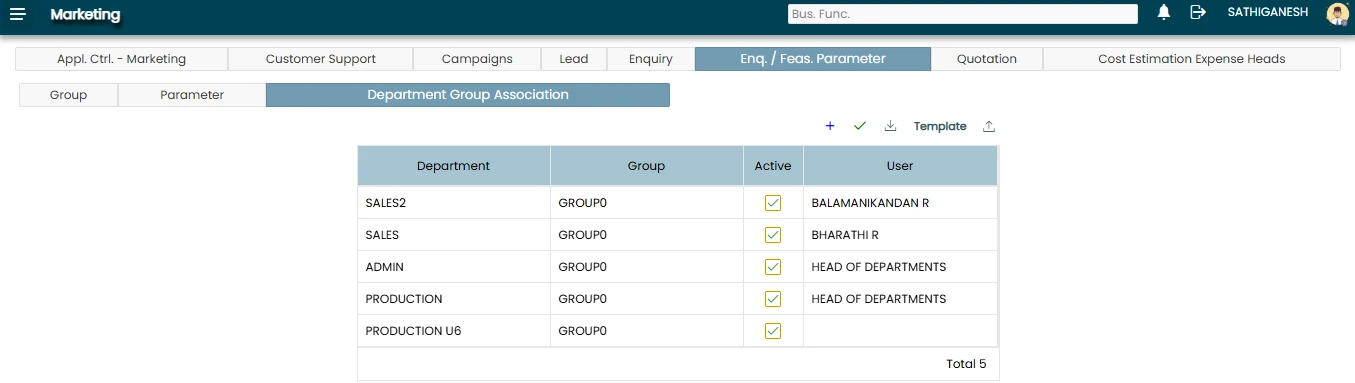 Marketing Bus. Func. SATHIGANESH
Appl. Ctrl. - Marketing Customer Support Campaigns Lead Enquiry Enq. / Feas. Parameter Quotation Cost Estimation Expense Heads
Group Parameter Department Group Association
Template
Department Group Active User
SALES2 GROUP0 BALAMANIKANDAN R
SALES GROUP0 BHARATHI R
ADMIN GROUP0 HEAD OF DEPARTMENTS
PRODUCTION GROUP0 HEAD OF DEPARTMENTS
PRODUCTION U6 GROUP0
Total 5